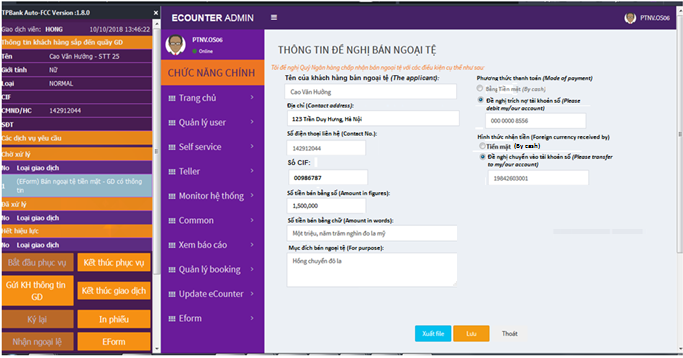 TPBank Auto-FCC Version :1.8.0
Giao dịch viên: HONG 10/10/2018 13:46:22
Thông tin khách hàng sắp đến quầy GD
Tên Cao Văn Hưởng - STT 25
Giới tính Nữ
Loại NORMAL
CIF
CMND/HC 142912044
SĐT
Các dịch vụ yêu cầu
Chờ xử lý
No Loại giao dịch
1 (EForm) Bán ngoại tệ tiền mặt - GD có thông tin
Đã xử lý
No Loại giao dịch
Hết hiệu lực
No Loại giao dịch
Bắt đầu phục vụ
Kết thúc phục vụ
Gửi KH thông tin GD
Kết thúc giao dịch
Ký lại
In phiếu
Nhận ngoại lệ
EForm
ECOUNTER ADMIN
PTNV.OS06
Online
CHỨC NĂNG CHÍNH
Trang chủ
Quản lý user
Self service
Teller
Monitor hệ thống
Common
Xem báo cáo
Quản lý booking
Update eCounter
Eform
PTNV.OS06
THÔNG TIN ĐỀ NGHỊ BÁN NGOẠI TỆ
Tôi đề nghị Quý Ngân hàng chấp nhận bán ngoại tệ với các điều kiện cụ thể như sau:
Tên của khách hàng bán ngoại tệ (The applicant):
Cao Văn Hưởng
Địa chỉ (Contact address):
123 Trần Duy Hưng, Hà Nội
Số điện thoại liên hệ (Contact No.):
142912044
Số CIF:
00986787
Số tiền bán bằng số (Amount in figures):
1,500,000
Số tiền bán bằng chữ (Amount in words):
Một triệu, năm trăm nghìn đo la mỹ
Mục đích bán ngoại tệ (For purpose):
Hồng chuyển đô la
Phương thức thanh toán (Mode of payment)
Bằng Tiền mặt (By cash)
Đề nghị trích nợ tài khoản số (Please debit my/our account)
000 0000 8556
Hình thức nhận tiền (Foreign currency received by)
Tiền mặt (By cash)
Đề nghị chuyển vào tài khoản số (Please transfer to my/our account)
19842603001
Xuất file
Lưu
Thoát